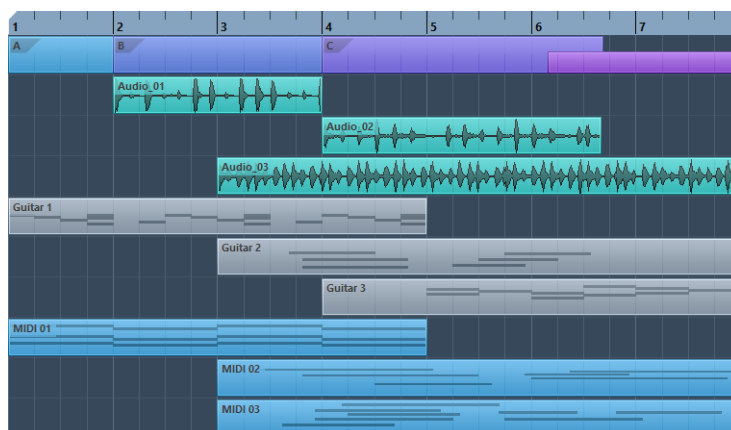 1 2 3 4 5 6 7
A B C
Audio_01
Audio_02
Audio_03
Guitar 1
Guitar 2
Guitar 3
MIDI 01
MIDI 02
MIDI 03